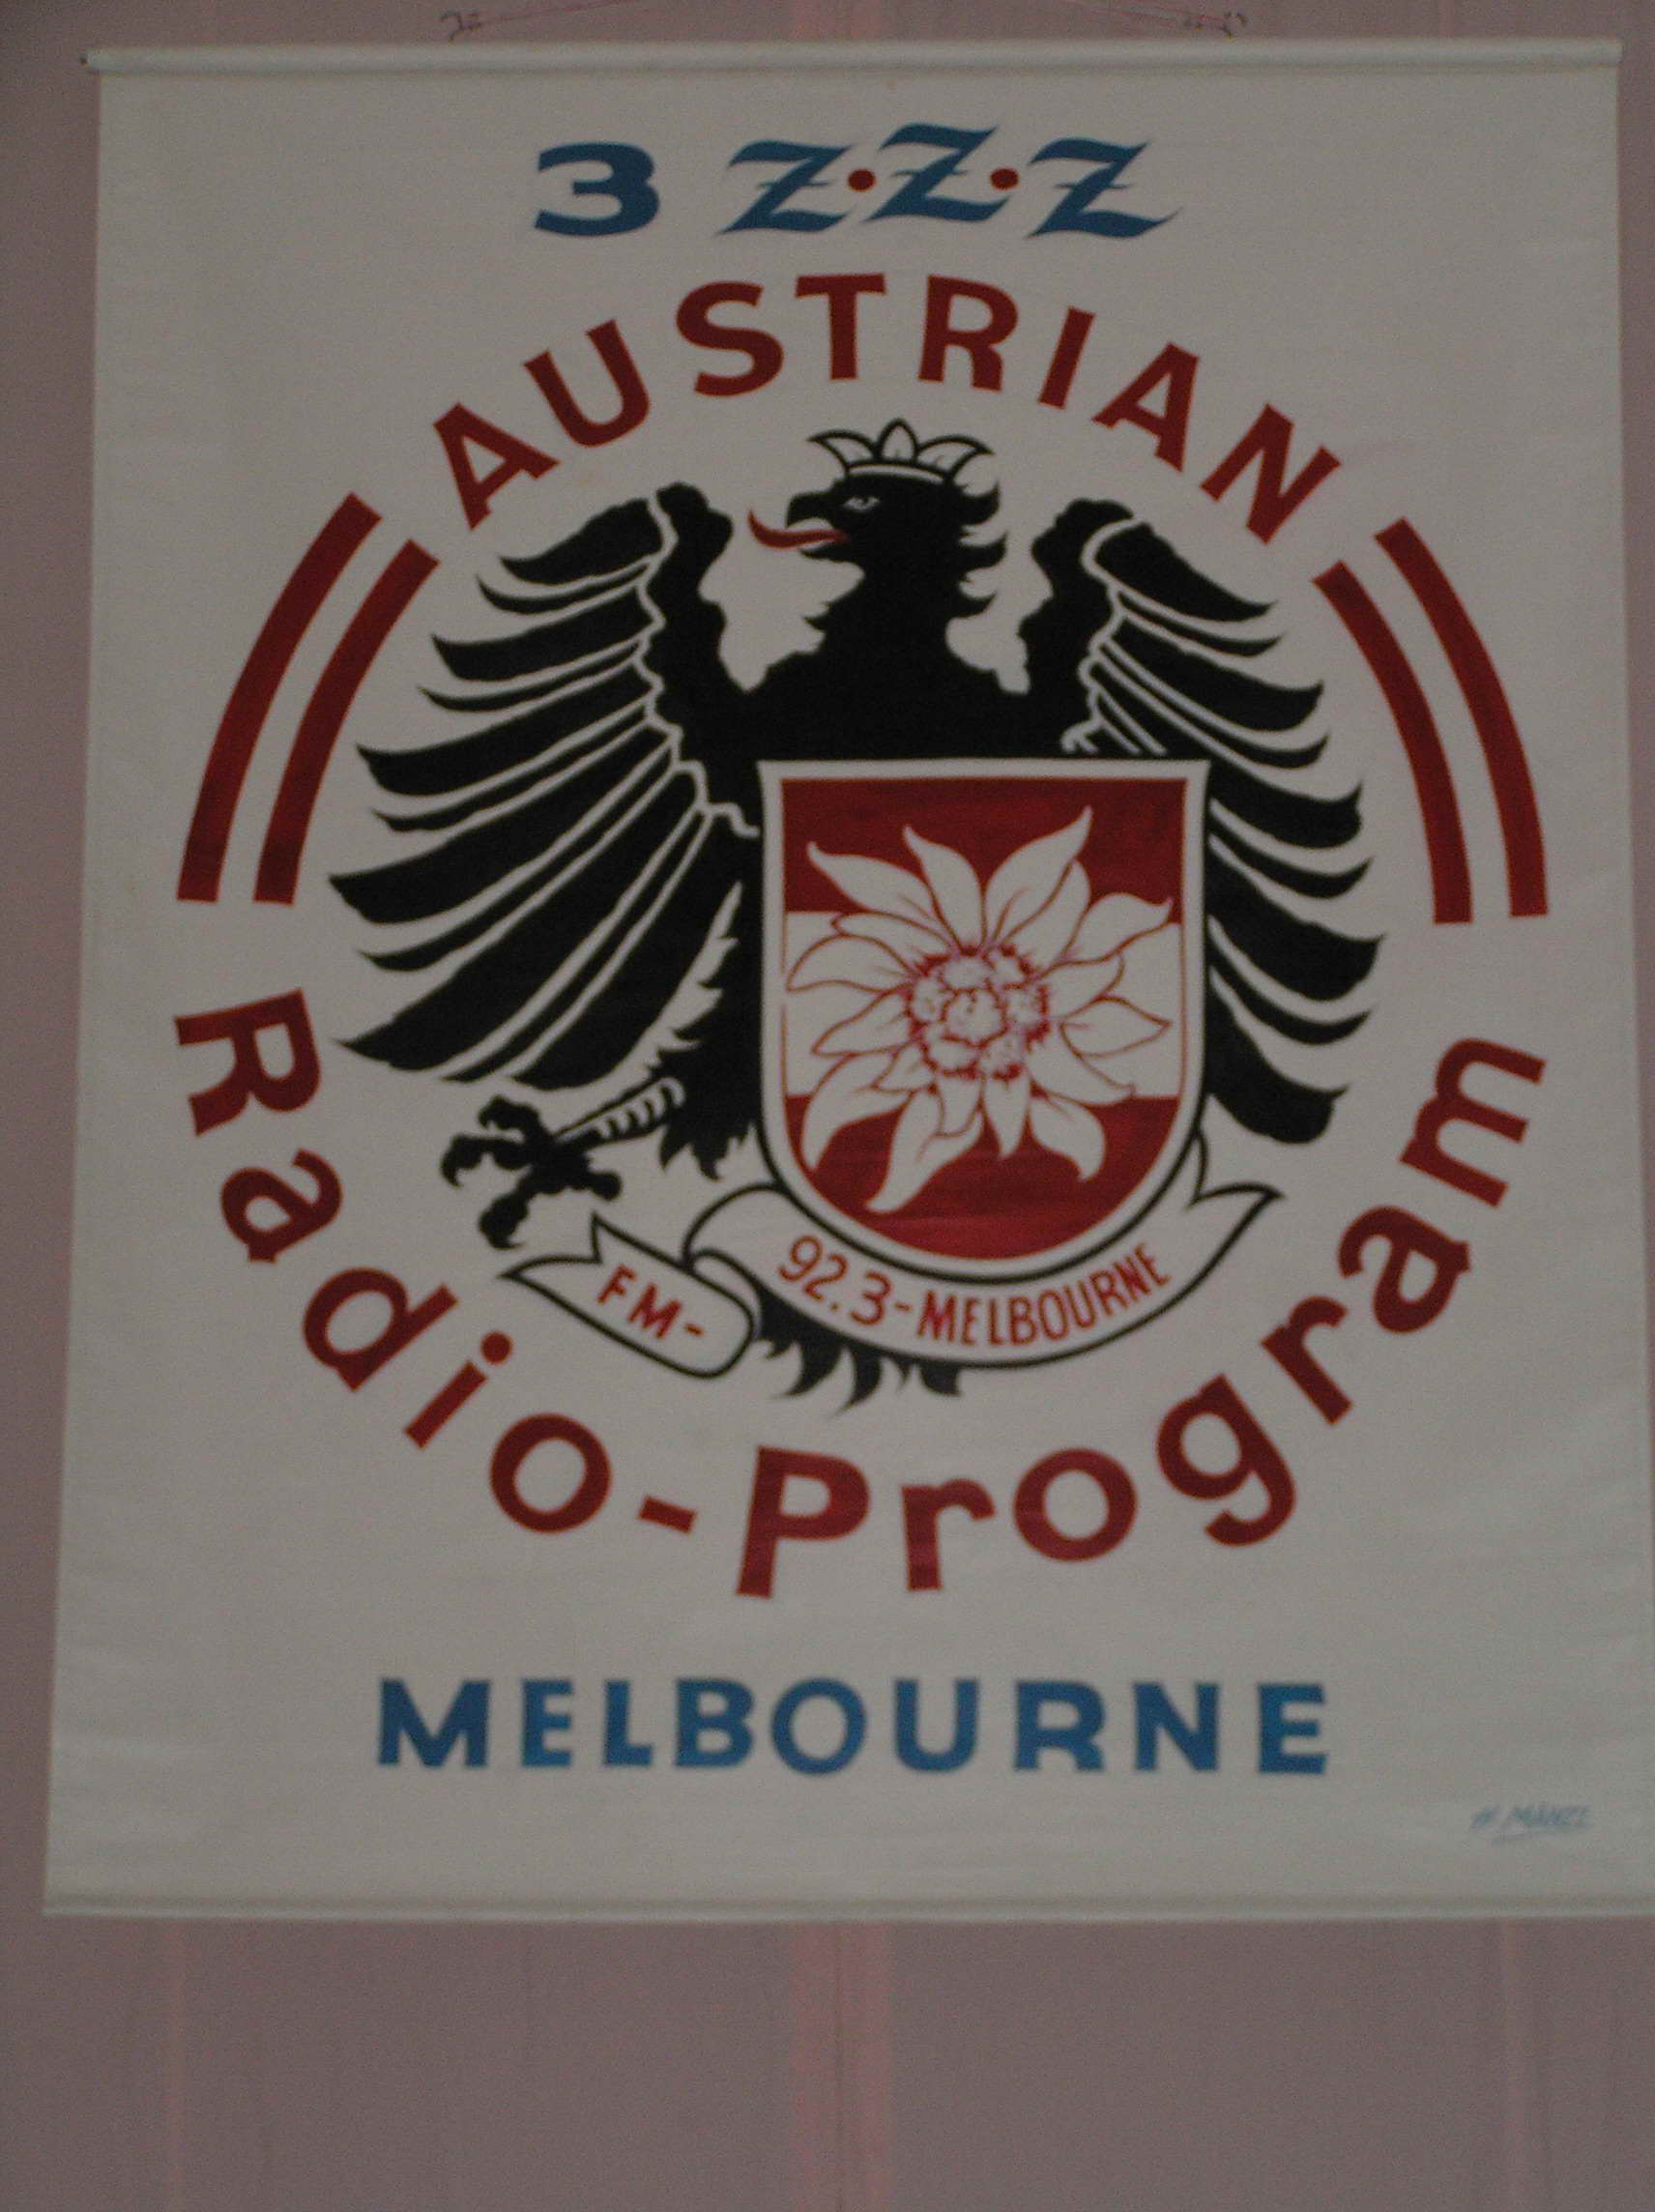 3 Z·Z·Z
AUSTRIAN
FM-
92.3-MELBOURNE
Radio-Program
MELBOURNE